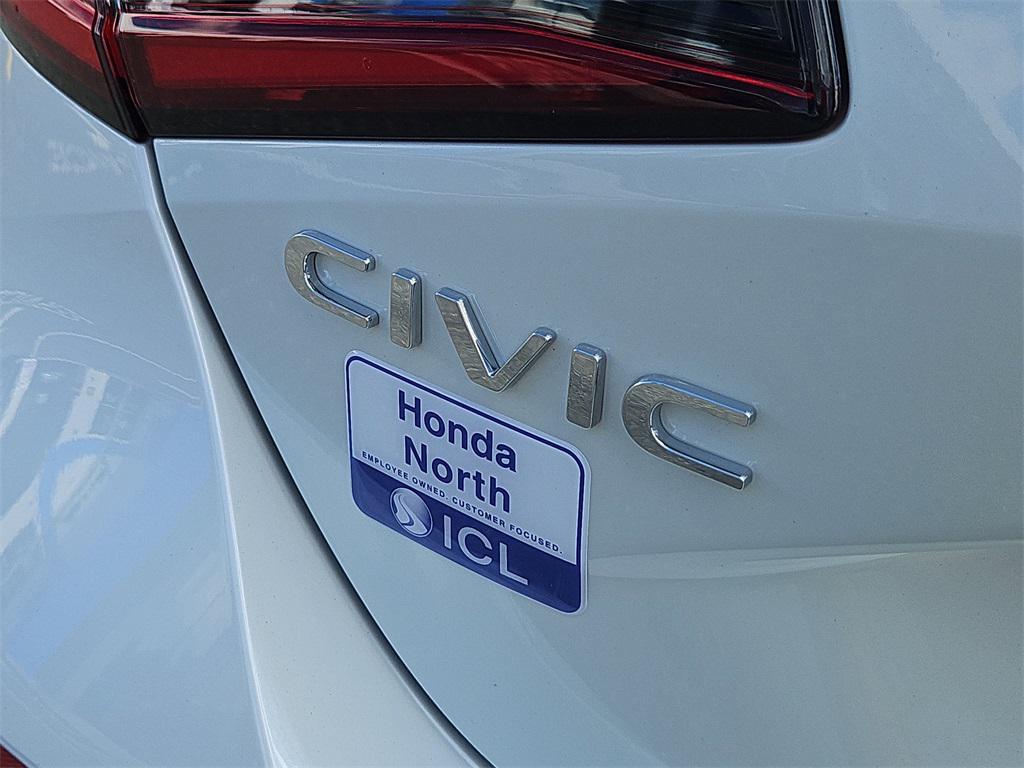 CIVIC
Honda
North
EMPLOYEE OWNED. CUSTOMER FOCUSED.
ICL